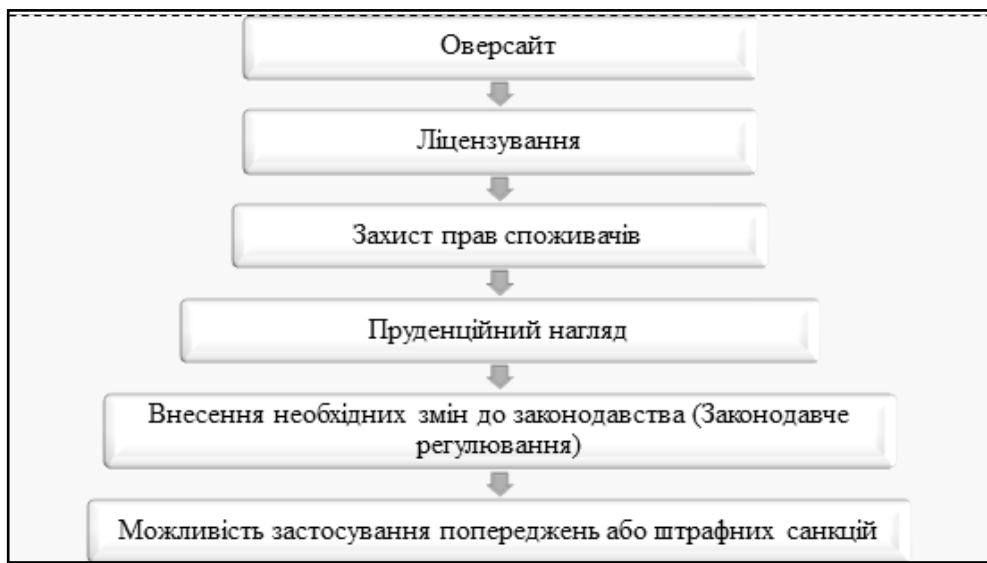 Оверсайт
Ліцензування
Захист прав споживачів
Пруденційний нагляд
Внесення необхідних змін до законодавства (Законодавче
регулювання)
Можливість застосування попереджень або штрафних санкцій